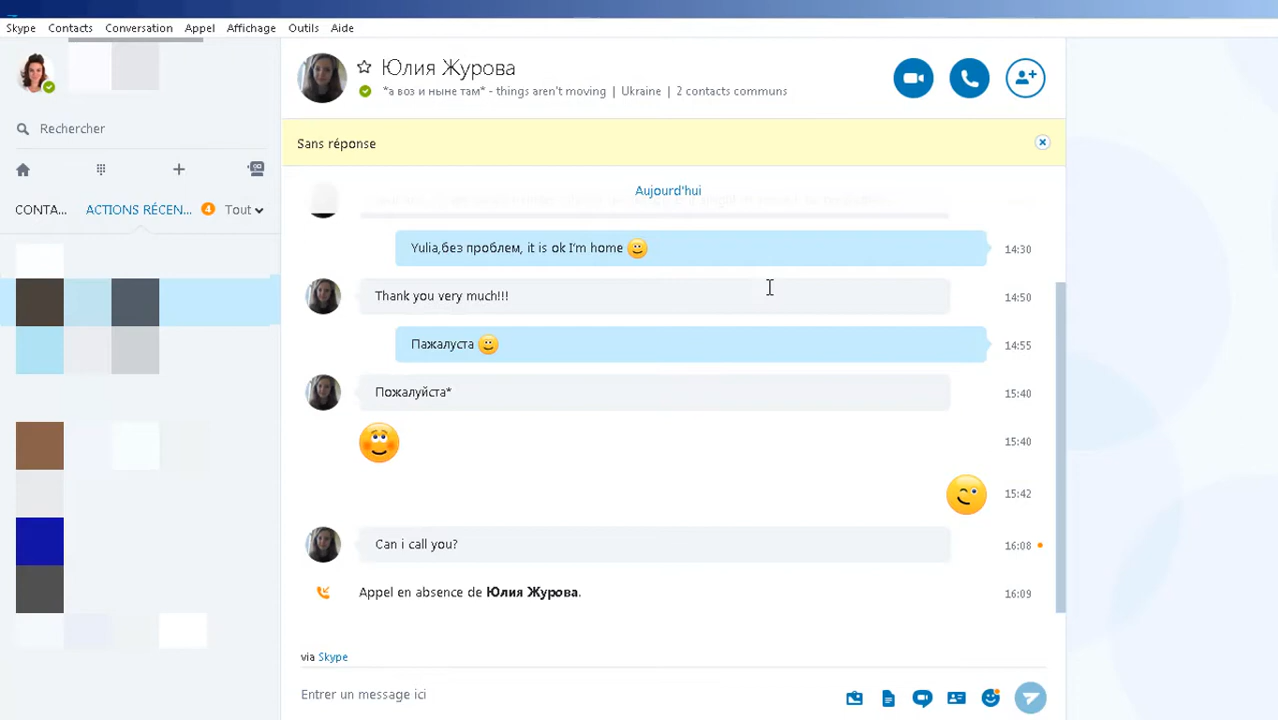 Skype Contacts Conversation Appel Affichage Outils Aide
Юлия Журова
*а воз и ныне там* - things aren't moving | Ukraine | 2 contacts communs
Rechercher
Sans réponse
CONTA... ACTIONS RÉCEN... 4 Tout
Aujourd'hui
Yulia,без проблем, it is ok I'm home 14:30
Thank you very much!!! 14:50
Пажалуста 14:55
Пожалуйста* 15:40
15:40
15:42
Can i call you? 16:08
Appel en absence de Юлия Журова. 16:09
via Skype
Entrer un message ici